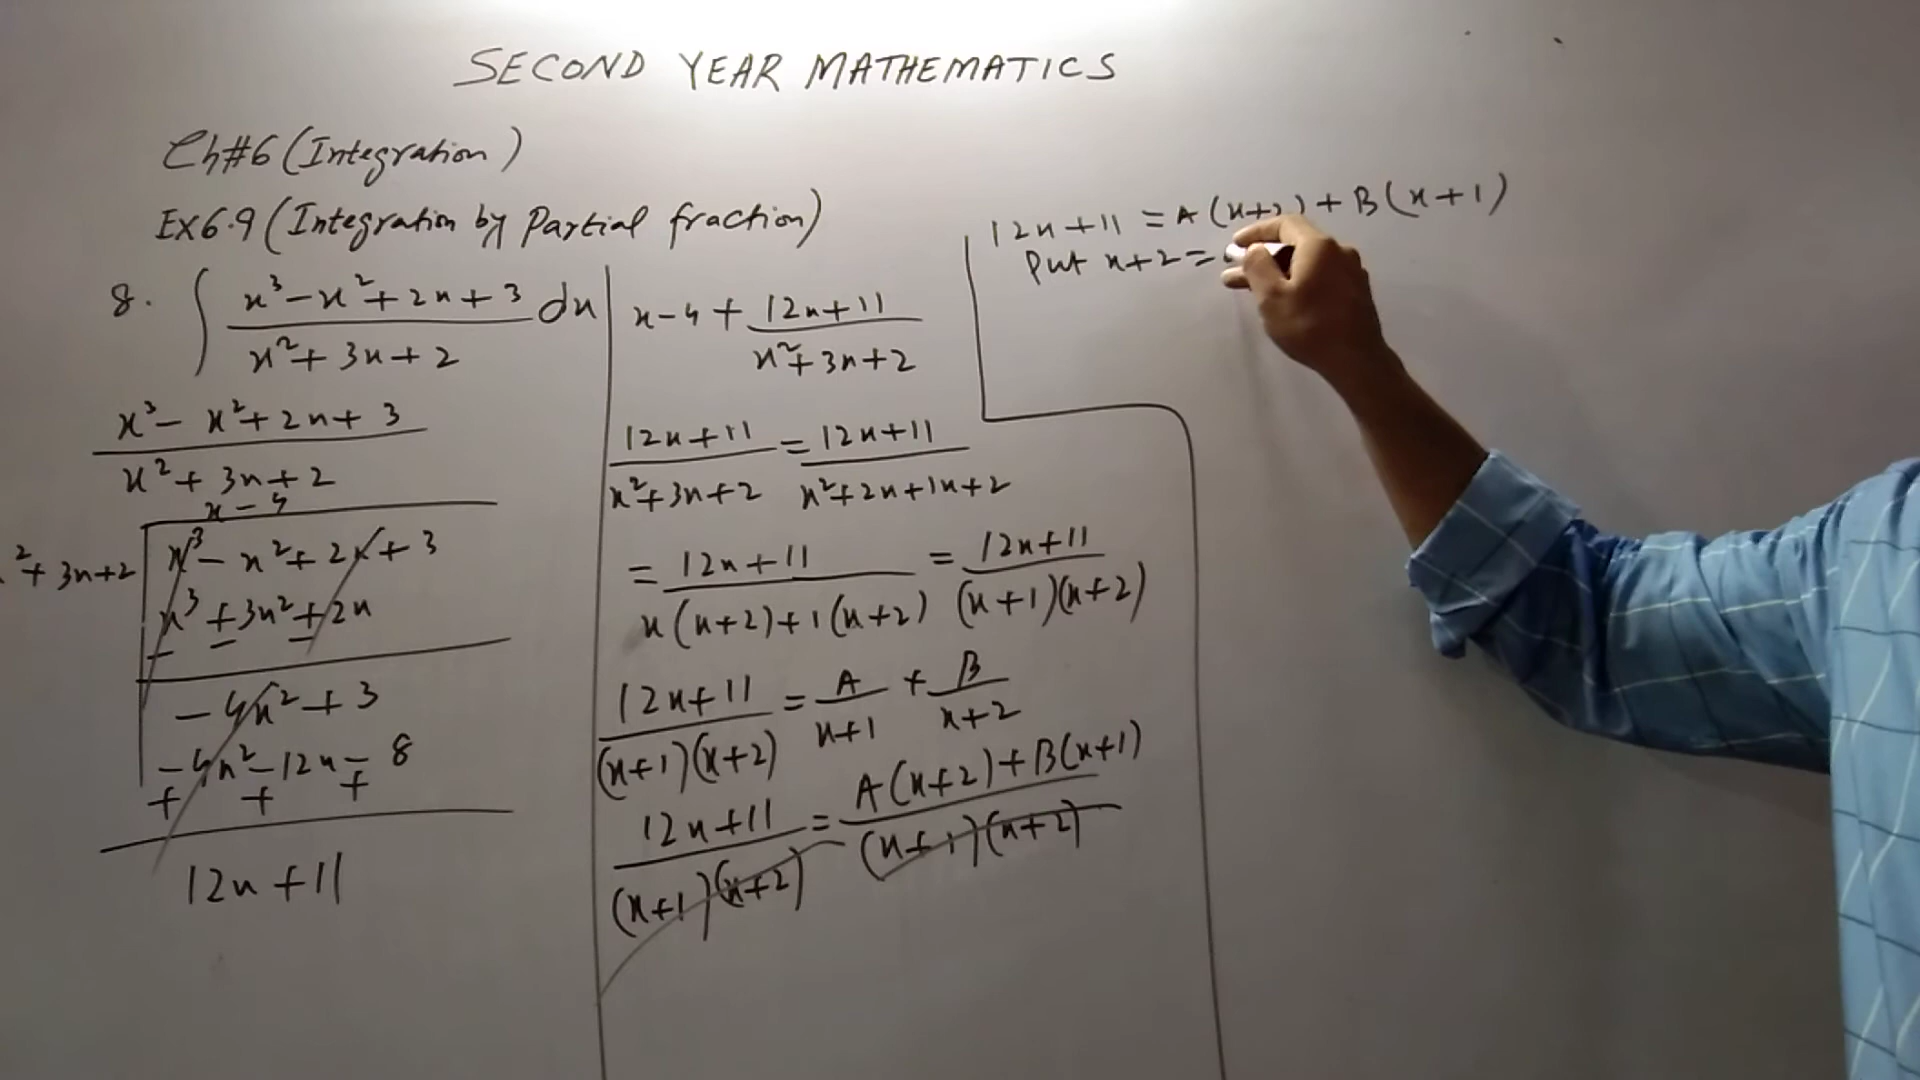 SECOND YEAR MATHEMATICS
Ch#6 (Integration)
Ex6.9 (Integration by Partial fraction)
8. ∫ (x³ - x² + 2x + 3)/(x² + 3x + 2) dx
(x³ - x² + 2x + 3)/(x² + 3x + 2)
x - 4
² + 3x + 2 | x³ - x² + 2x + 3
x³ + 3x² + 2x
- - -
- 4x² + 3
- 4x² - 12x - 8
+ + +
12x + 11
x - 4 + (12x + 11)/(x² + 3x + 2)
(12x + 11)/(x² + 3x + 2) = (12x + 11)/(x² + 2x + 1x + 2)
= (12x + 11)/(x(x + 2) + 1(x + 2)) = (12x + 11)/((x + 1)(x + 2))
(12x + 11)/((x + 1)(x + 2)) = A/(x + 1) + B/(x + 2)
(12x + 11)/((x + 1)(x + 2)) = (A(x + 2) + B(x + 1))/((x + 1)(x + 2))
12x + 11 = A(x + 2) + B(x + 1)
Put x + 2 =